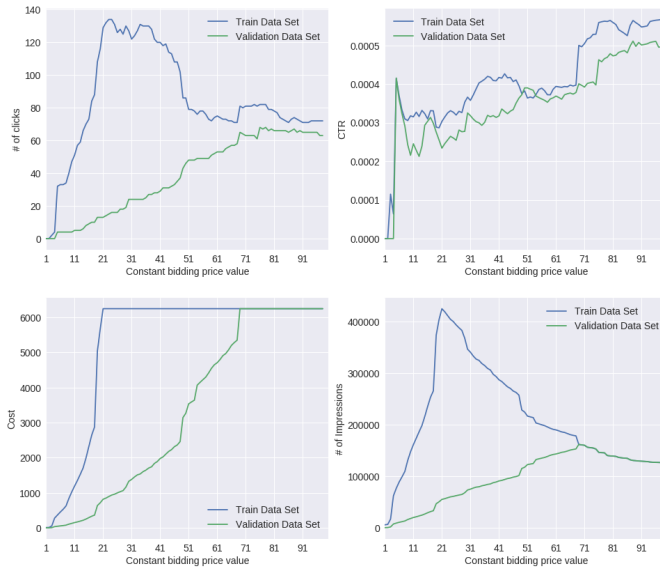 140
120
100
80
60
40
20
0
# of clicks
Train Data Set
Validation Data Set
1 11 21 31 41 51 61 71 81 91
Constant bidding price value
0.0005
0.0004
0.0003
0.0002
0.0001
0.0000
CTR
Train Data Set
Validation Data Set
1 11 21 31 41 51 61 71 81 91
Constant bidding price value
6000
5000
4000
3000
2000
1000
0
Cost
Train Data Set
Validation Data Set
1 11 21 31 41 51 61 71 81 91
Constant bidding price value
400000
300000
200000
100000
0
# of Impressions
Train Data Set
Validation Data Set
1 11 21 31 41 51 61 71 81 91
Constant bidding price value